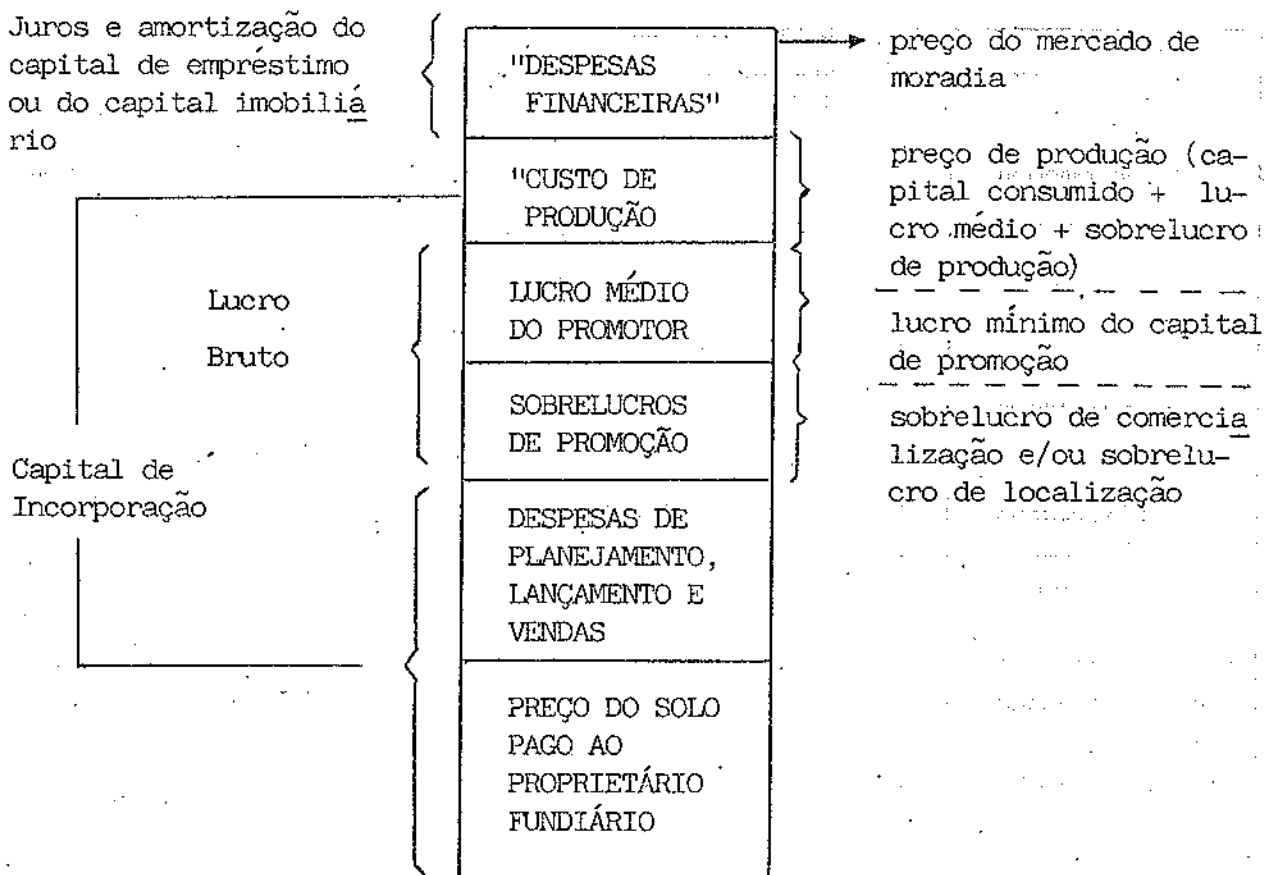 Juros e amortização do
capital de empréstimo
ou do capital imobiliá
rio
"DESPESAS
FINANCEIRAS"
preço do mercado de
moradia
"CUSTO DE
PRODUÇÃO
preço de produção (ca-
pital consumido + lu-
cro médio + sobrelucro
de produção)
Lucro
Bruto
LUCRO MÉDIO
DO PROMOTOR
lucro mínimo do capital
de promoção
SOBRELUCROS
DE PROMOÇÃO
sobrelucro de comercia
lização e/ou sobrelu-
cro de localização
Capital de
Incorporação
DESPESAS DE
PLANEJAMENTO,
LANÇAMENTO E
VENDAS
PREÇO DO SOLO
PAGO AO
PROPRIETÁRIO
FUNDIÁRIO